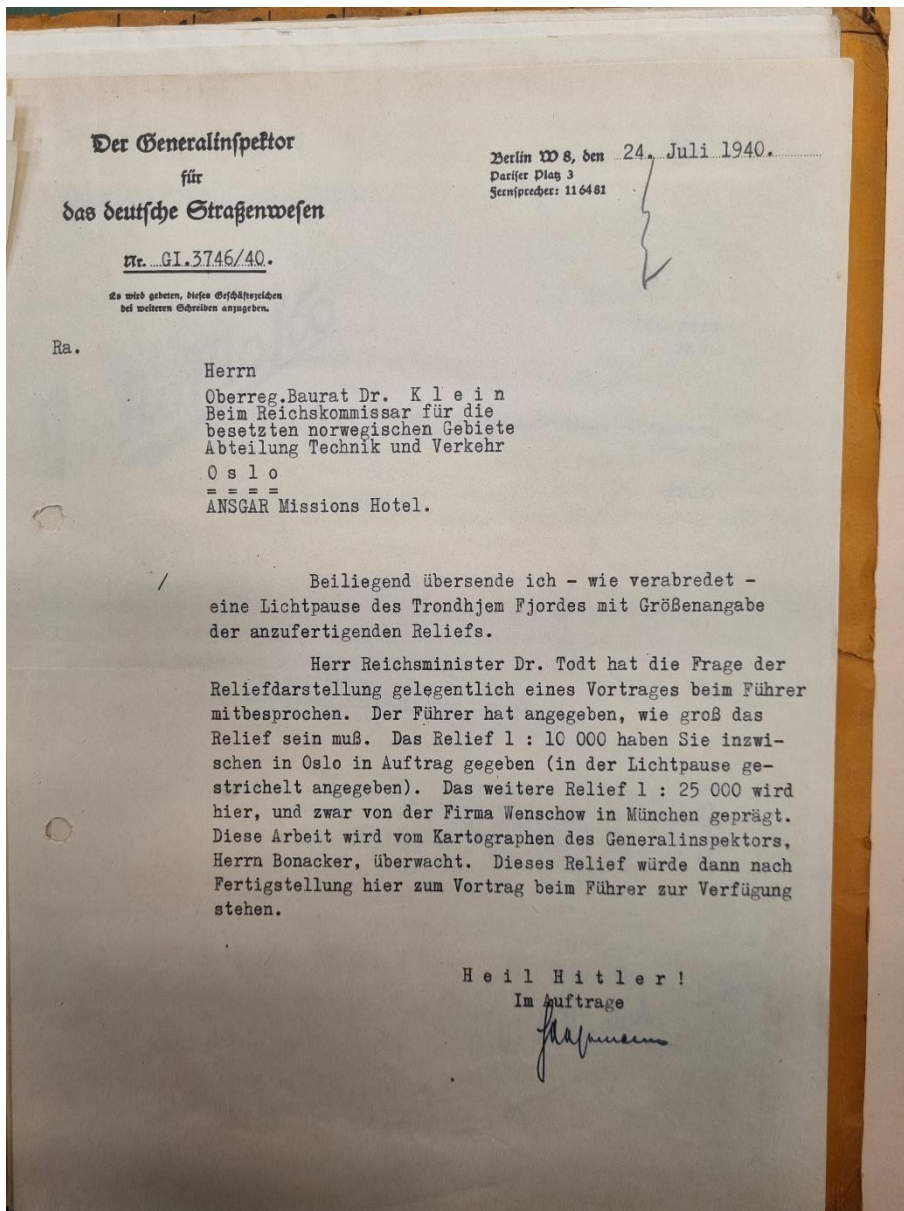 Der Generalinspektor
für
das deutsche Straßenwesen
Nr. GI.3746/40.
Es wird gebeten, dieses Geschäftszeichen
bei weiteren Schreiben anzugeben.
Berlin W 8, den 24. Juli 1940.
Pariser Platz 3
Fernsprecher: 11 64 81
Ra.
Herrn
Oberreg.Baurat Dr. K l e i n
Beim Reichskommissar für die
besetzten norwegischen Gebiete
Abteilung Technik und Verkehr
O s l o
= = = =
ANSGAR Missions Hotel.
/ Beiliegend übersende ich - wie verabredet -
eine Lichtpause des Trondhjem Fjordes mit Größenangabe
der anzufertigenden Reliefs.
Herr Reichsminister Dr. Todt hat die Frage der
Reliefdarstellung gelegentlich eines Vortrages beim Führer
mitbesprochen. Der Führer hat angegeben, wie groß das
Relief sein muß. Das Relief 1 : 10 000 haben Sie inzwi-
schen in Oslo in Auftrag gegeben (in der Lichtpause ge-
strichelt angegeben). Das weitere Relief 1 : 25 000 wird
hier, und zwar von der Firma Wenschow in München geprägt.
Diese Arbeit wird vom Kartographen des Generalinspektors,
Herrn Bonacker, überwacht. Dieses Relief würde dann nach
Fertigstellung hier zum Vortrag beim Führer zur Verfügung
stehen.
H e i l H i t l e r !
Im Auftrage